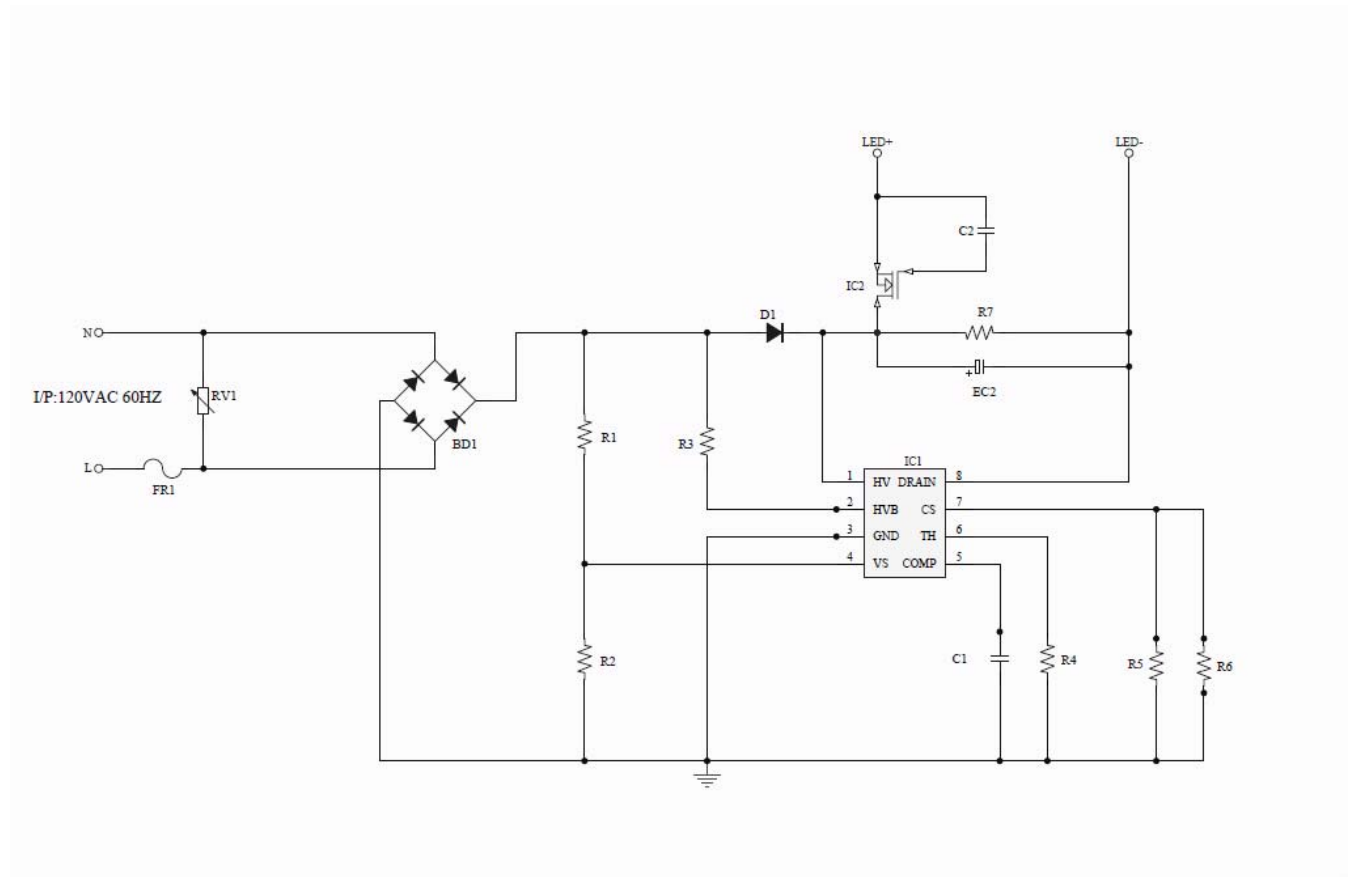 LED+
LED-
C2
IC2
D1
R7
N
EC2
I/P:120VAC 60HZ
RV1
BD1
R1
R3
L
FR1
IC1
1 HV DRAIN 8
2 HVB CS 7
3 GND TH 6
4 VS COMP 5
R2
C1
R4
R5
R6
+